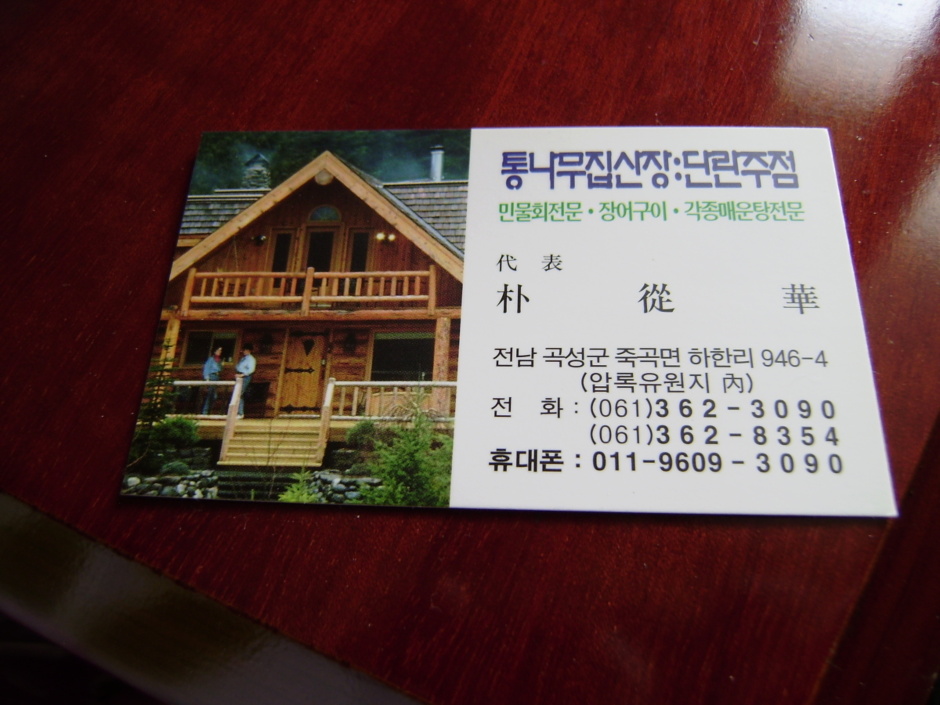 통나무집산장·단란주점
민물회전문·장어구이·각종매운탕전문
代 表
朴 從 華
전남 곡성군 죽곡면 하한리 946-4
(압록유원지 內)
전 화 : (061)362-3090
(061)362-8354
휴대폰 : 011-9609-3090